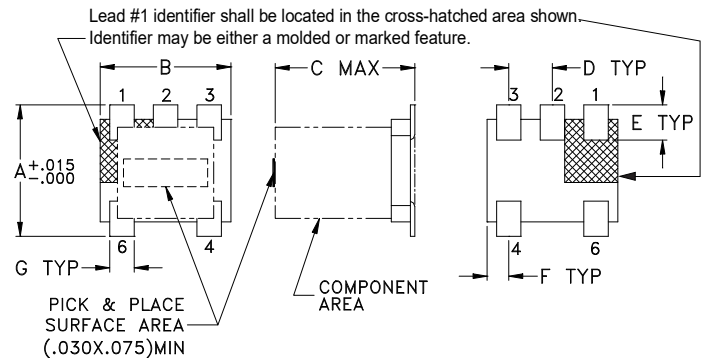 Lead #1 identifier shall be located in the cross-hatched area shown.
Identifier may be either a molded or marked feature.
B
C MAX
D TYP
1 2 3
3 2 1
E TYP
A+.015
-.000
6 4
4 6
G TYP
F TYP
COMPONENT
AREA
PICK & PLACE
SURFACE AREA
(.030X.075)MIN